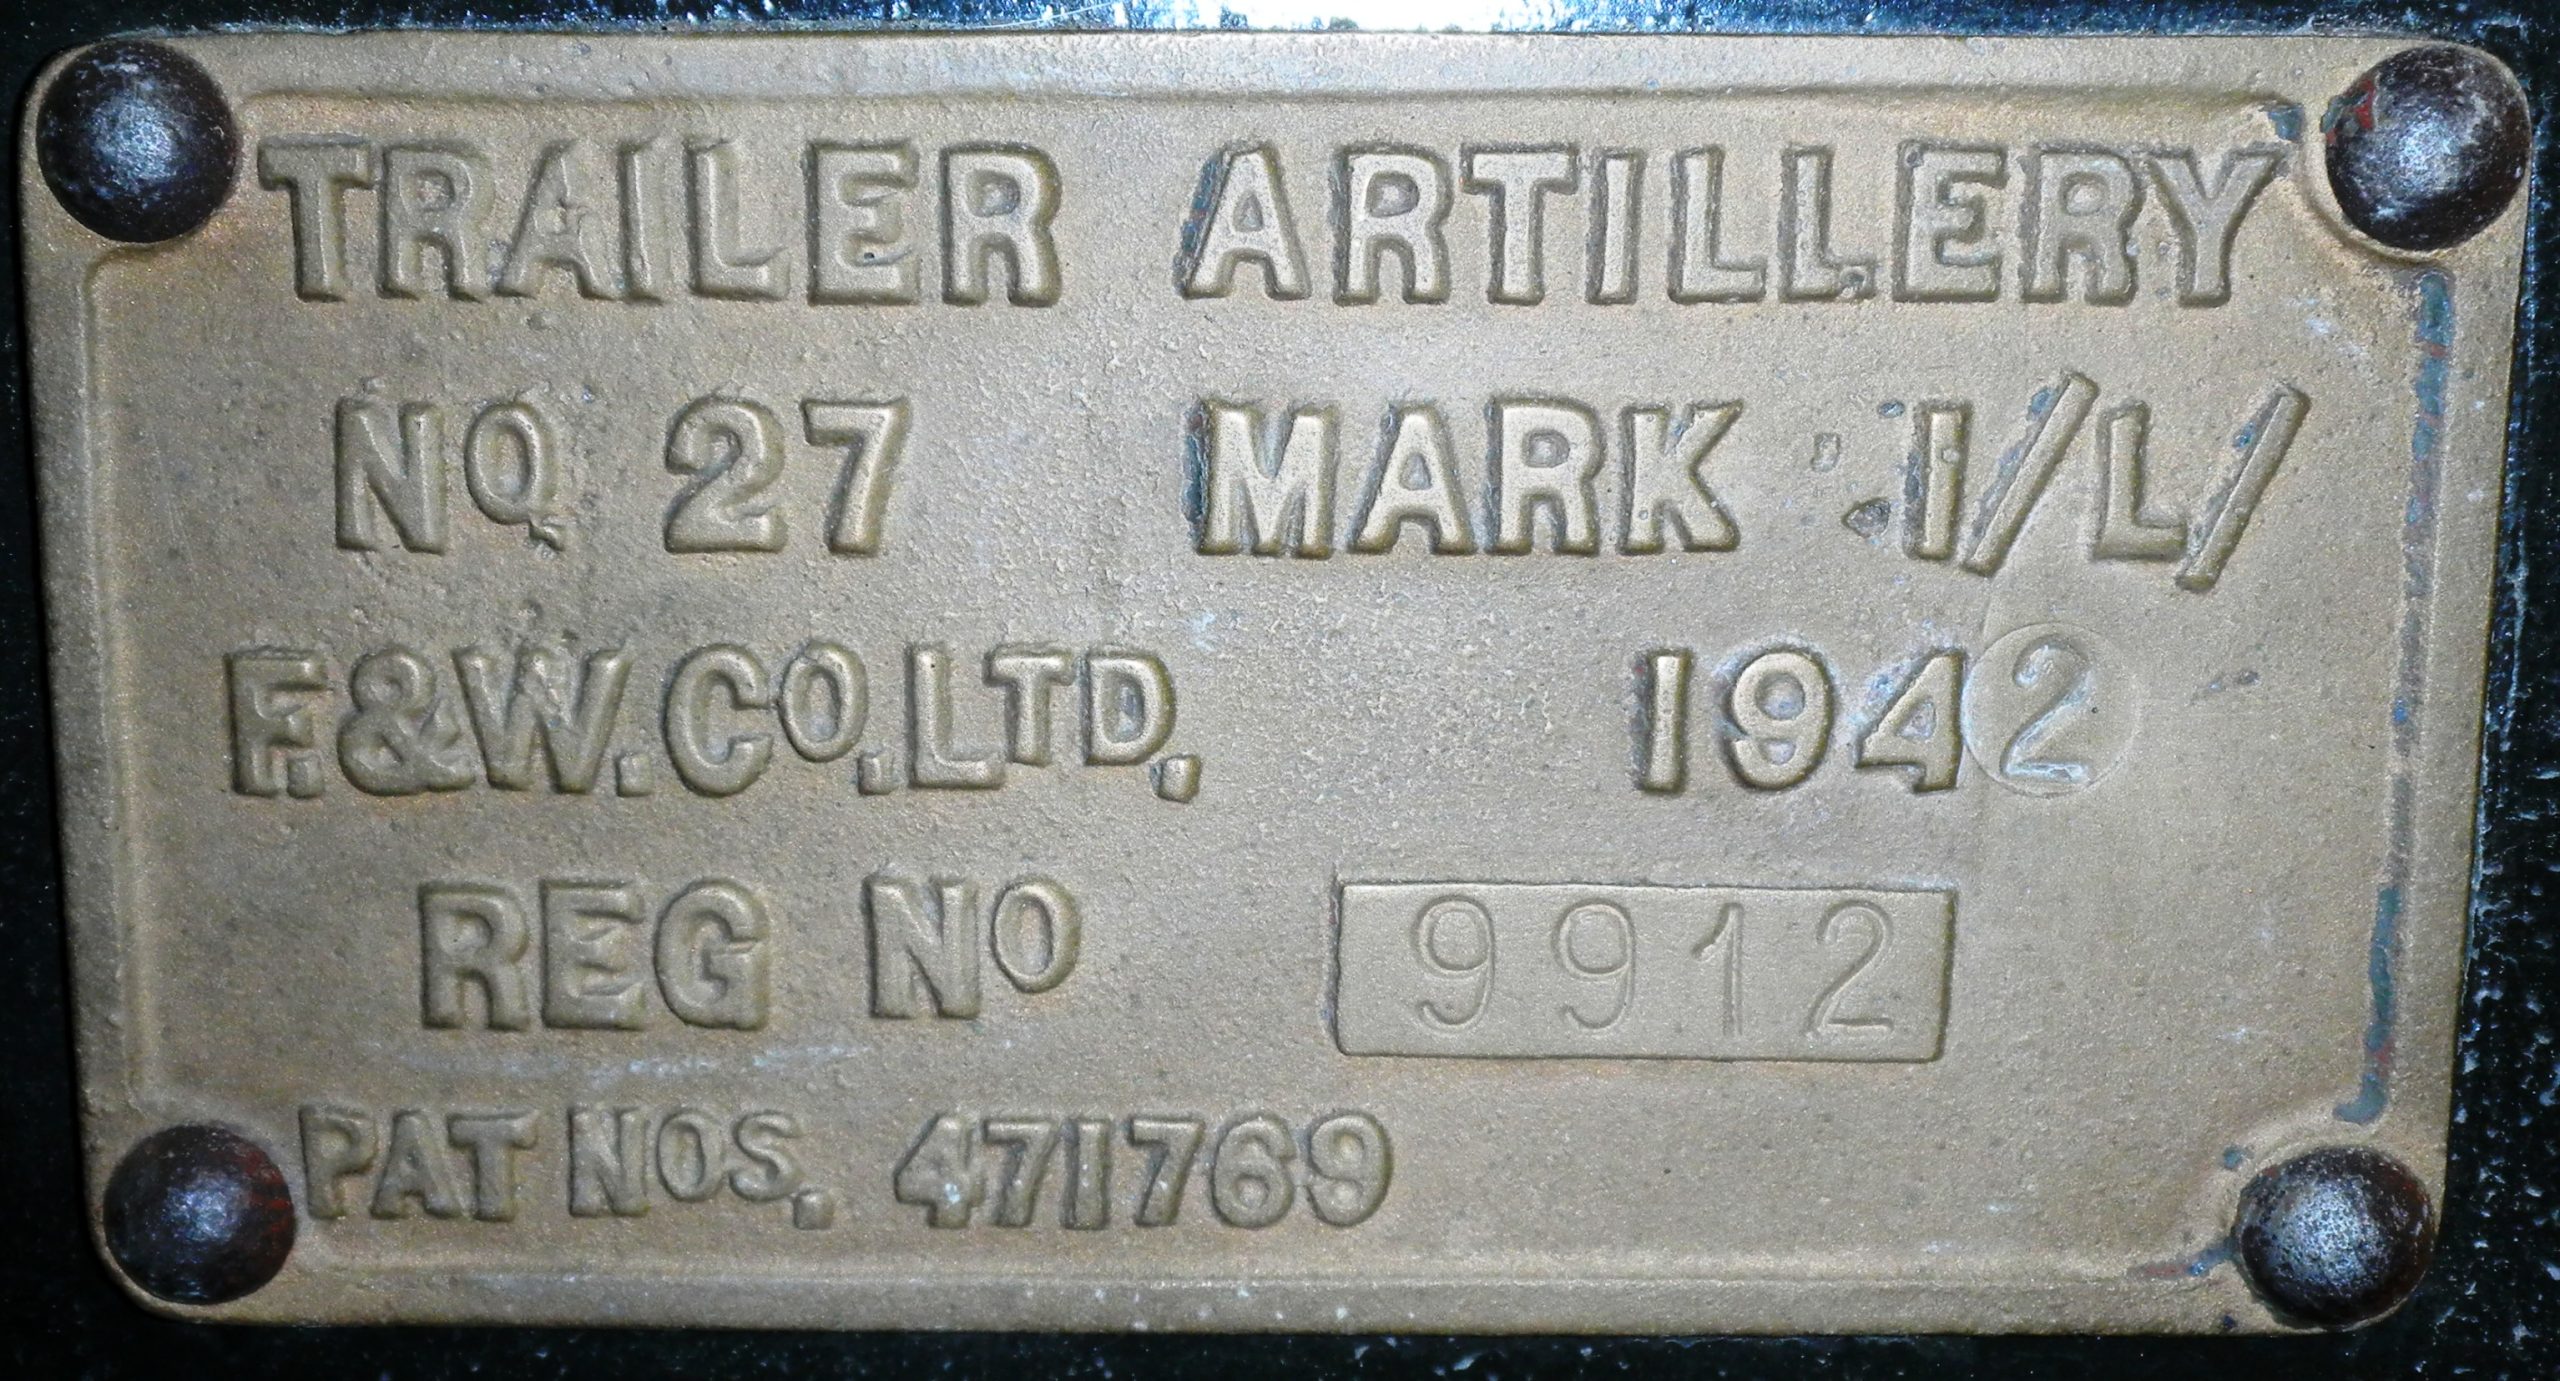 TRAILER ARTILLERY
NO 27 MARK I/L/
F.&W.CO.LTD. 1942
REG NO 9912
PAT NOS. 471769